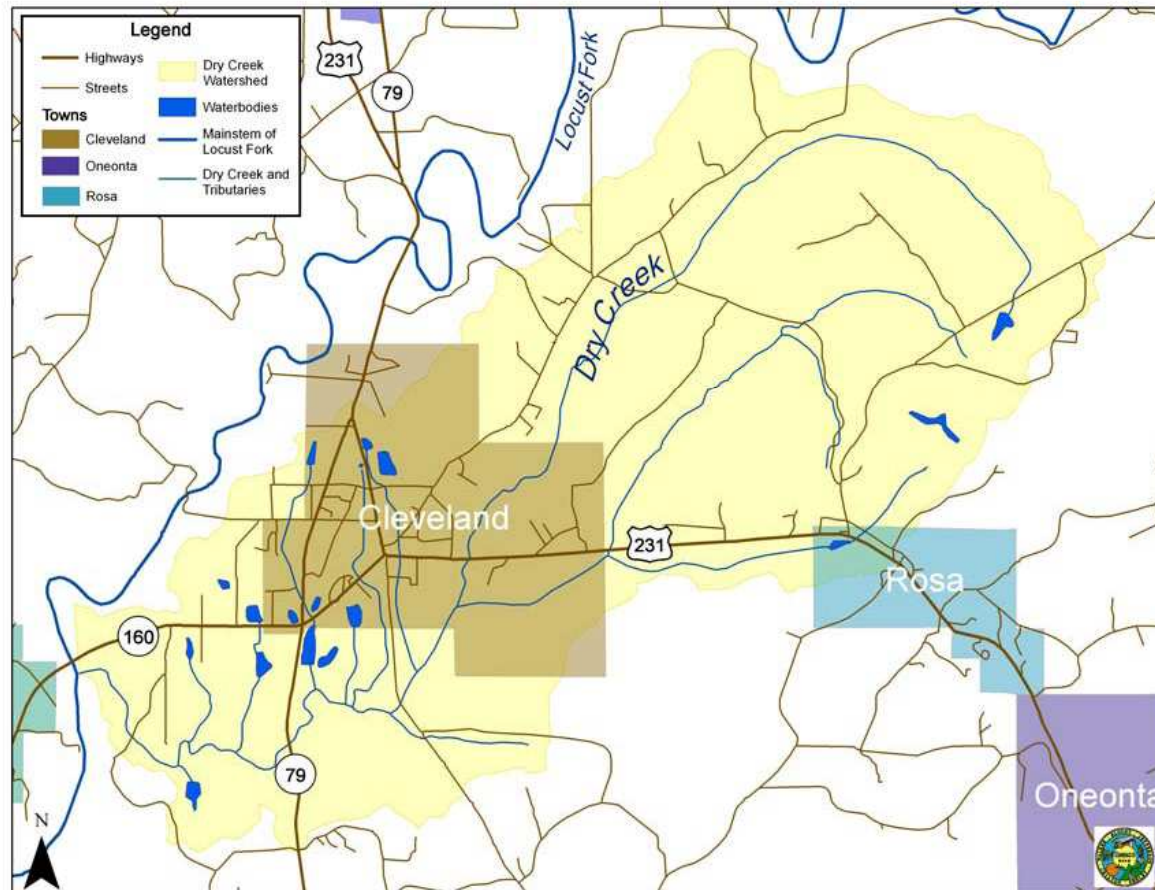 Legend
Highways
Streets
Towns
Cleveland
Oneonta
Rosa
Dry Creek
Watershed
Waterbodies
Mainstem of
Locust Fork
Dry Creek and
Tributaries
231
79
Locust Fork
Dry Creek
Cleveland
231
Rosa
160
79
Oneonta
N